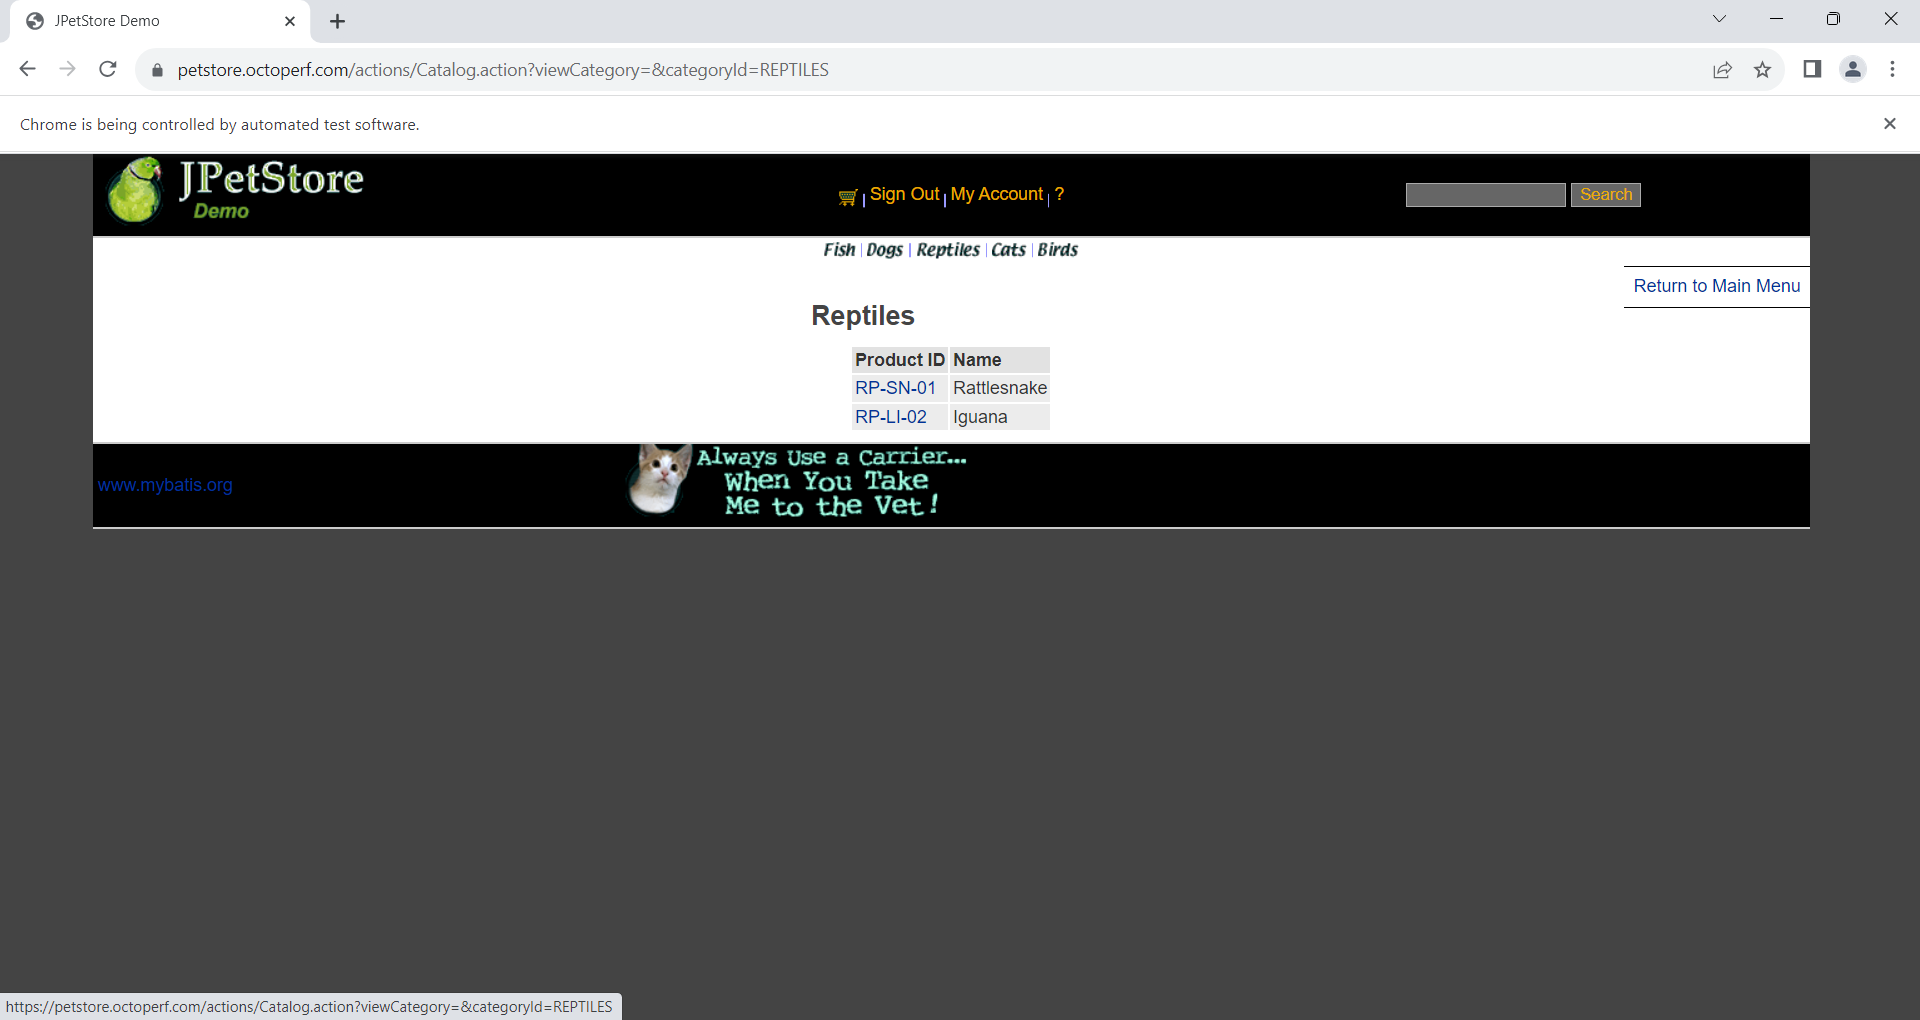 JPetStore Demo
petstore.octoperf.com/actions/Catalog.action?viewCategory=&categoryId=REPTILES
Chrome is being controlled by automated test software.
JPetStore
Demo
| Sign Out | My Account | ?
Search
Fish | Dogs | Reptiles | Cats | Birds
Return to Main Menu
Reptiles
Product ID Name
RP-SN-01 Rattlesnake
RP-LI-02 Iguana
Always Use a Carrier...
When You Take
Me to the Vet!
www.mybatis.org
https://petstore.octoperf.com/actions/Catalog.action?viewCategory=&categoryId=REPTILES